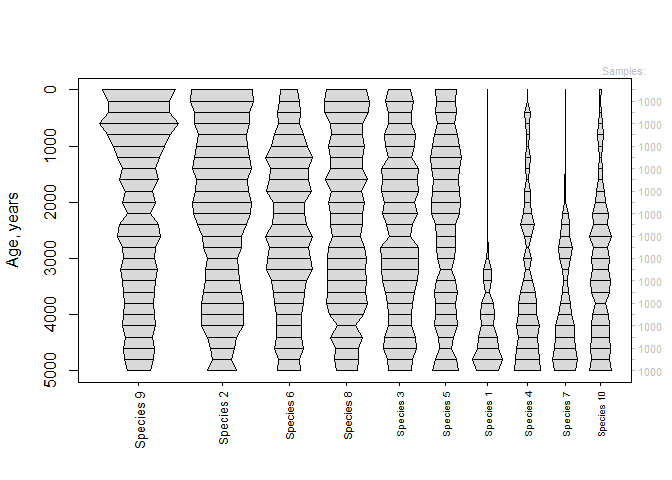 Samples:
0
1000
2000
3000
4000
5000
Age, years
1000
1000
1000
1000
1000
1000
1000
1000
1000
1000
1000
1000
1000
Species 9
Species 2
Species 6
Species 8
Species 3
Species 5
Species 1
Species 4
Species 7
Species 10